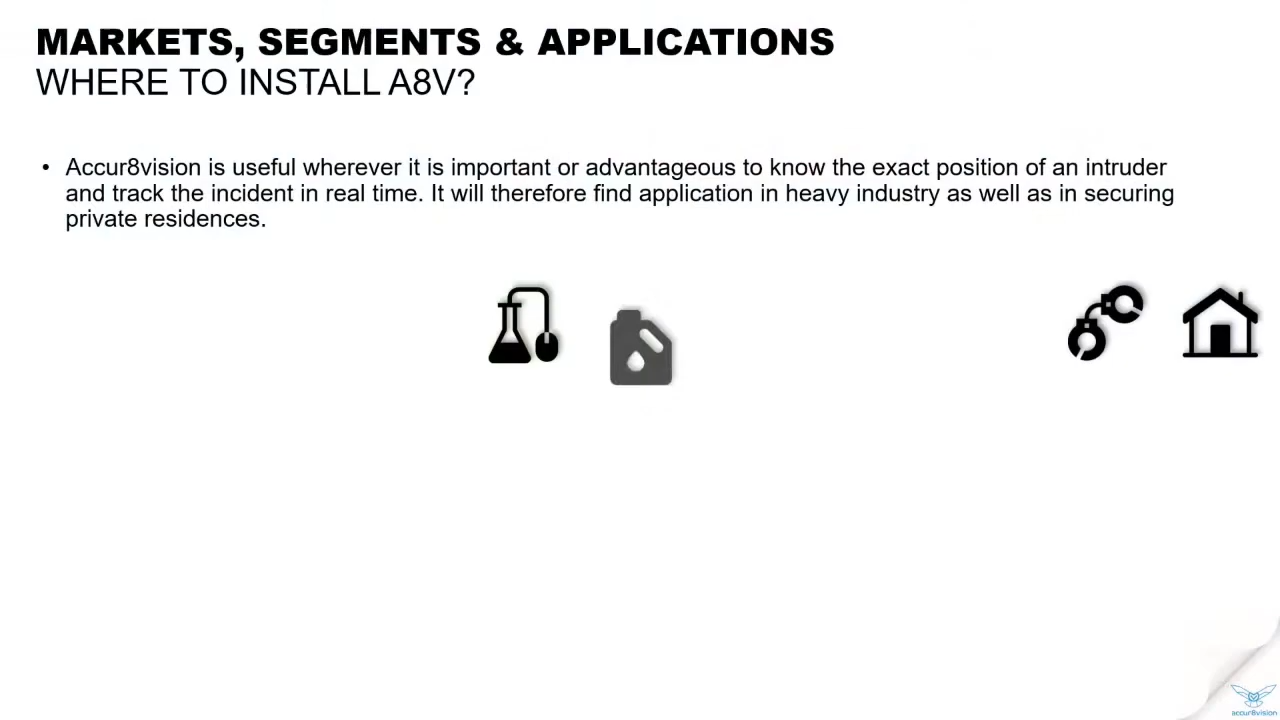 MARKETS, SEGMENTS & APPLICATIONS
WHERE TO INSTALL A8V?
• Accur8vision is useful wherever it is important or advantageous to know the exact position of an intruder
and track the incident in real time. It will therefore find application in heavy industry as well as in securing
private residences.
accur8vision